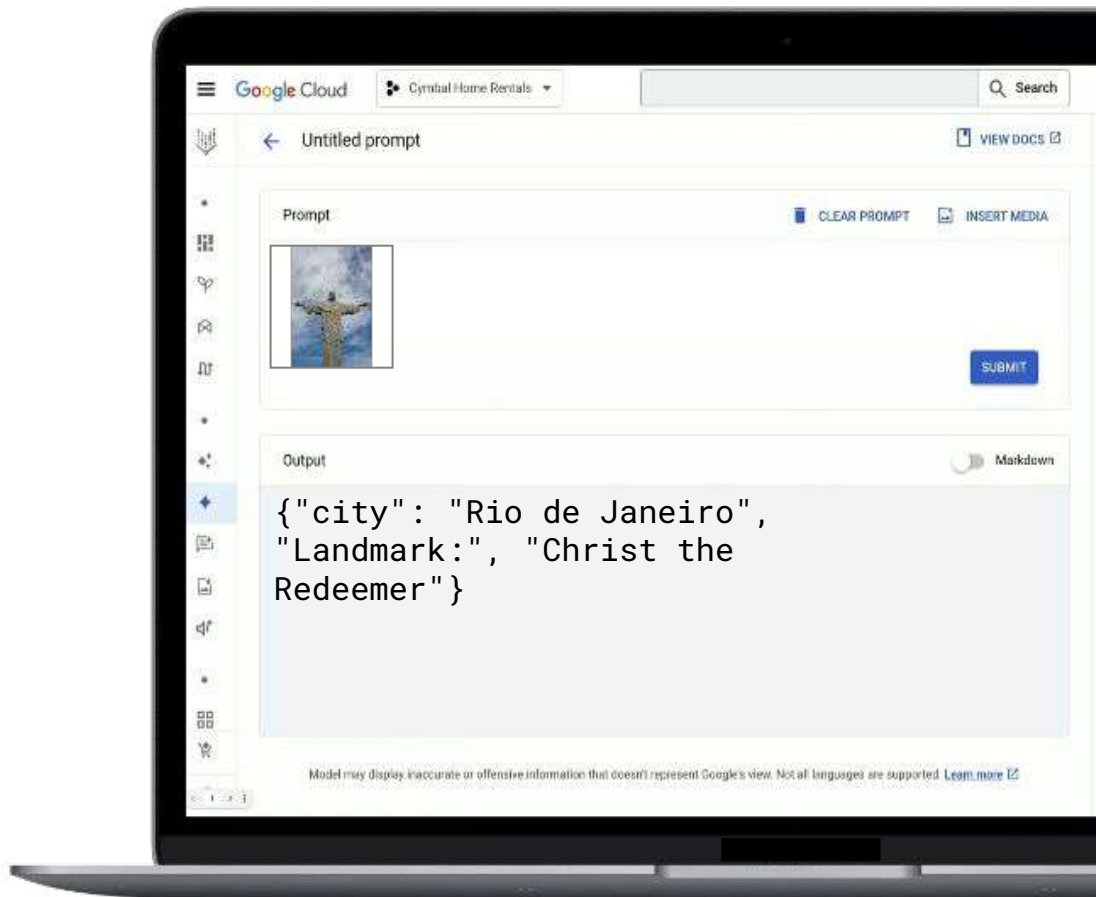 Google Cloud
Cymbal Home Rentals
Search
Untitled prompt
VIEW DOCS
Prompt
CLEAR PROMPT
INSERT MEDIA
SUBMIT
Output
Markdown
{"city": "Rio de Janeiro",
"Landmark:", "Christ the
Redeemer"}
Model may display inaccurate or offensive information that doesn't represent Google's view. Not all languages are supported. Learn more